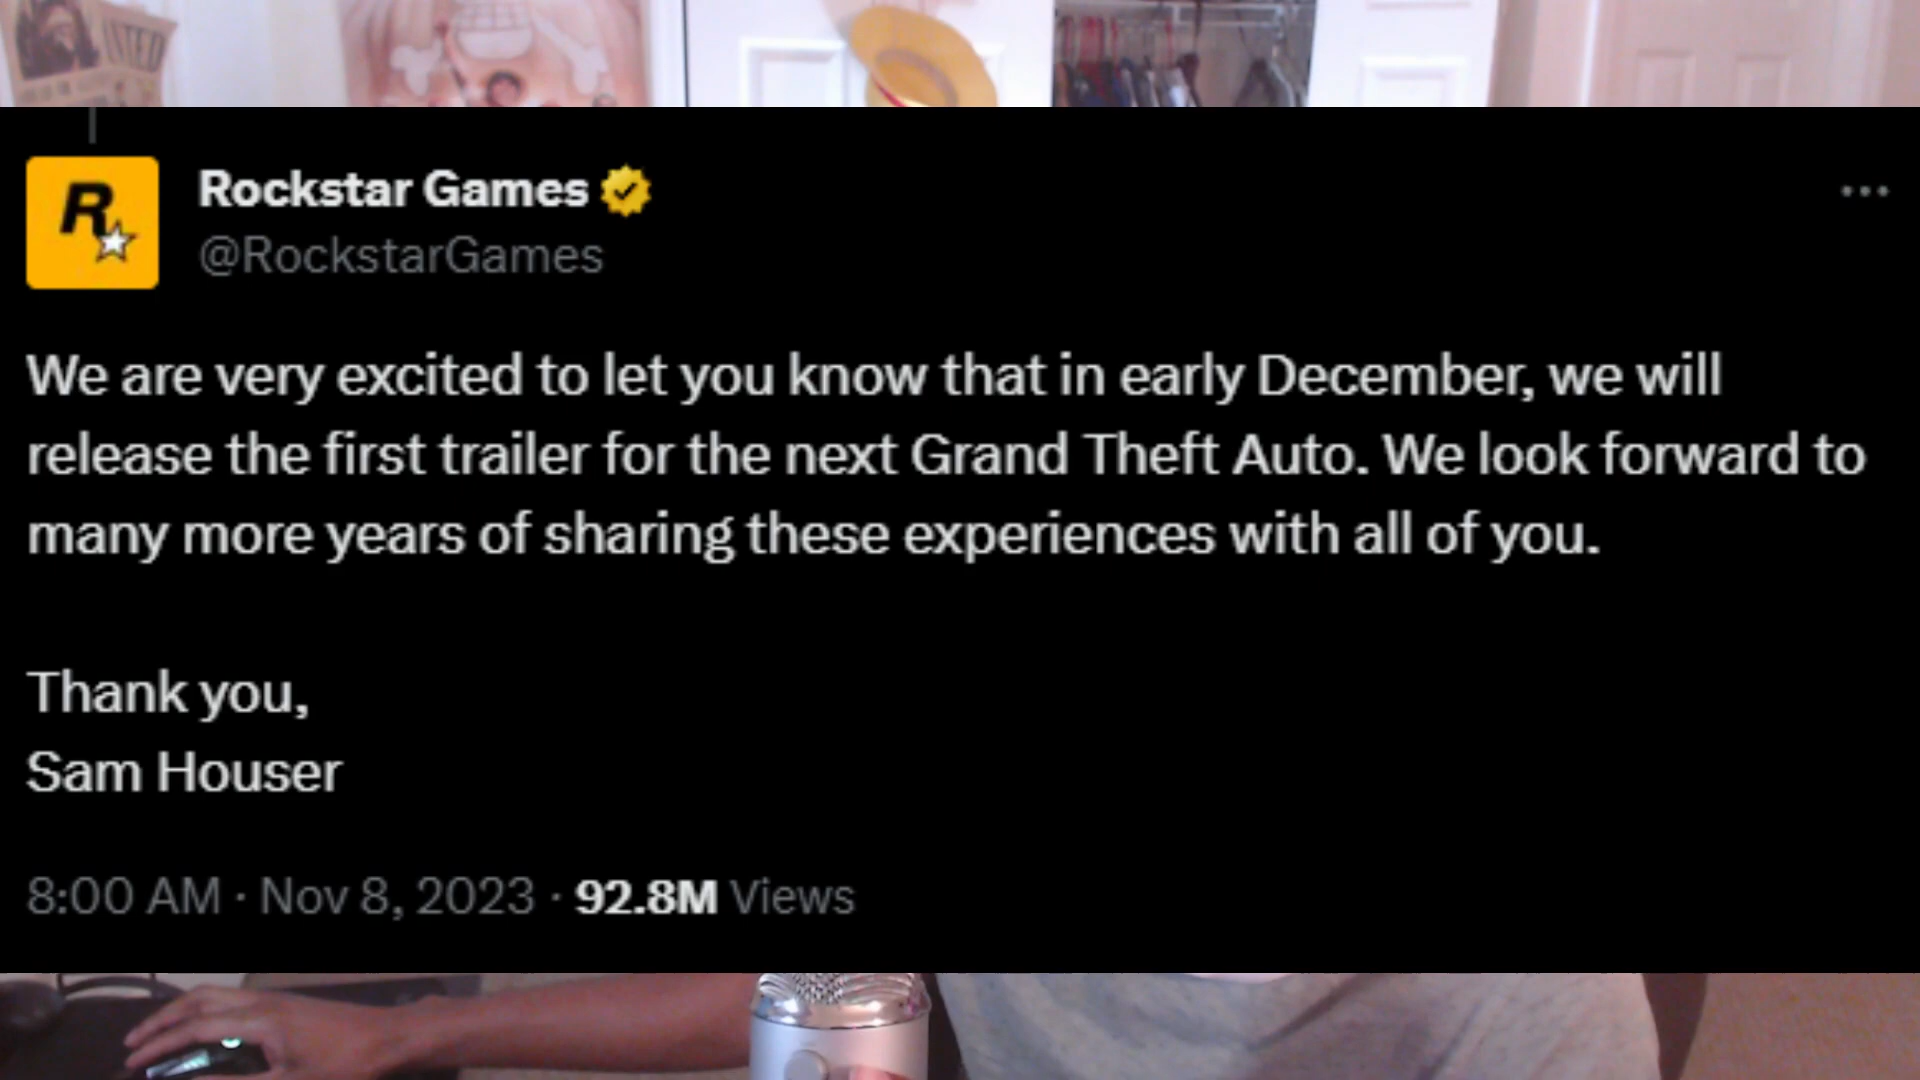 Rockstar Games
@RockstarGames
We are very excited to let you know that in early December, we will
release the first trailer for the next Grand Theft Auto. We look forward to
many more years of sharing these experiences with all of you.
Thank you,
Sam Houser
8:00 AM · Nov 8, 2023 · 92.8M Views